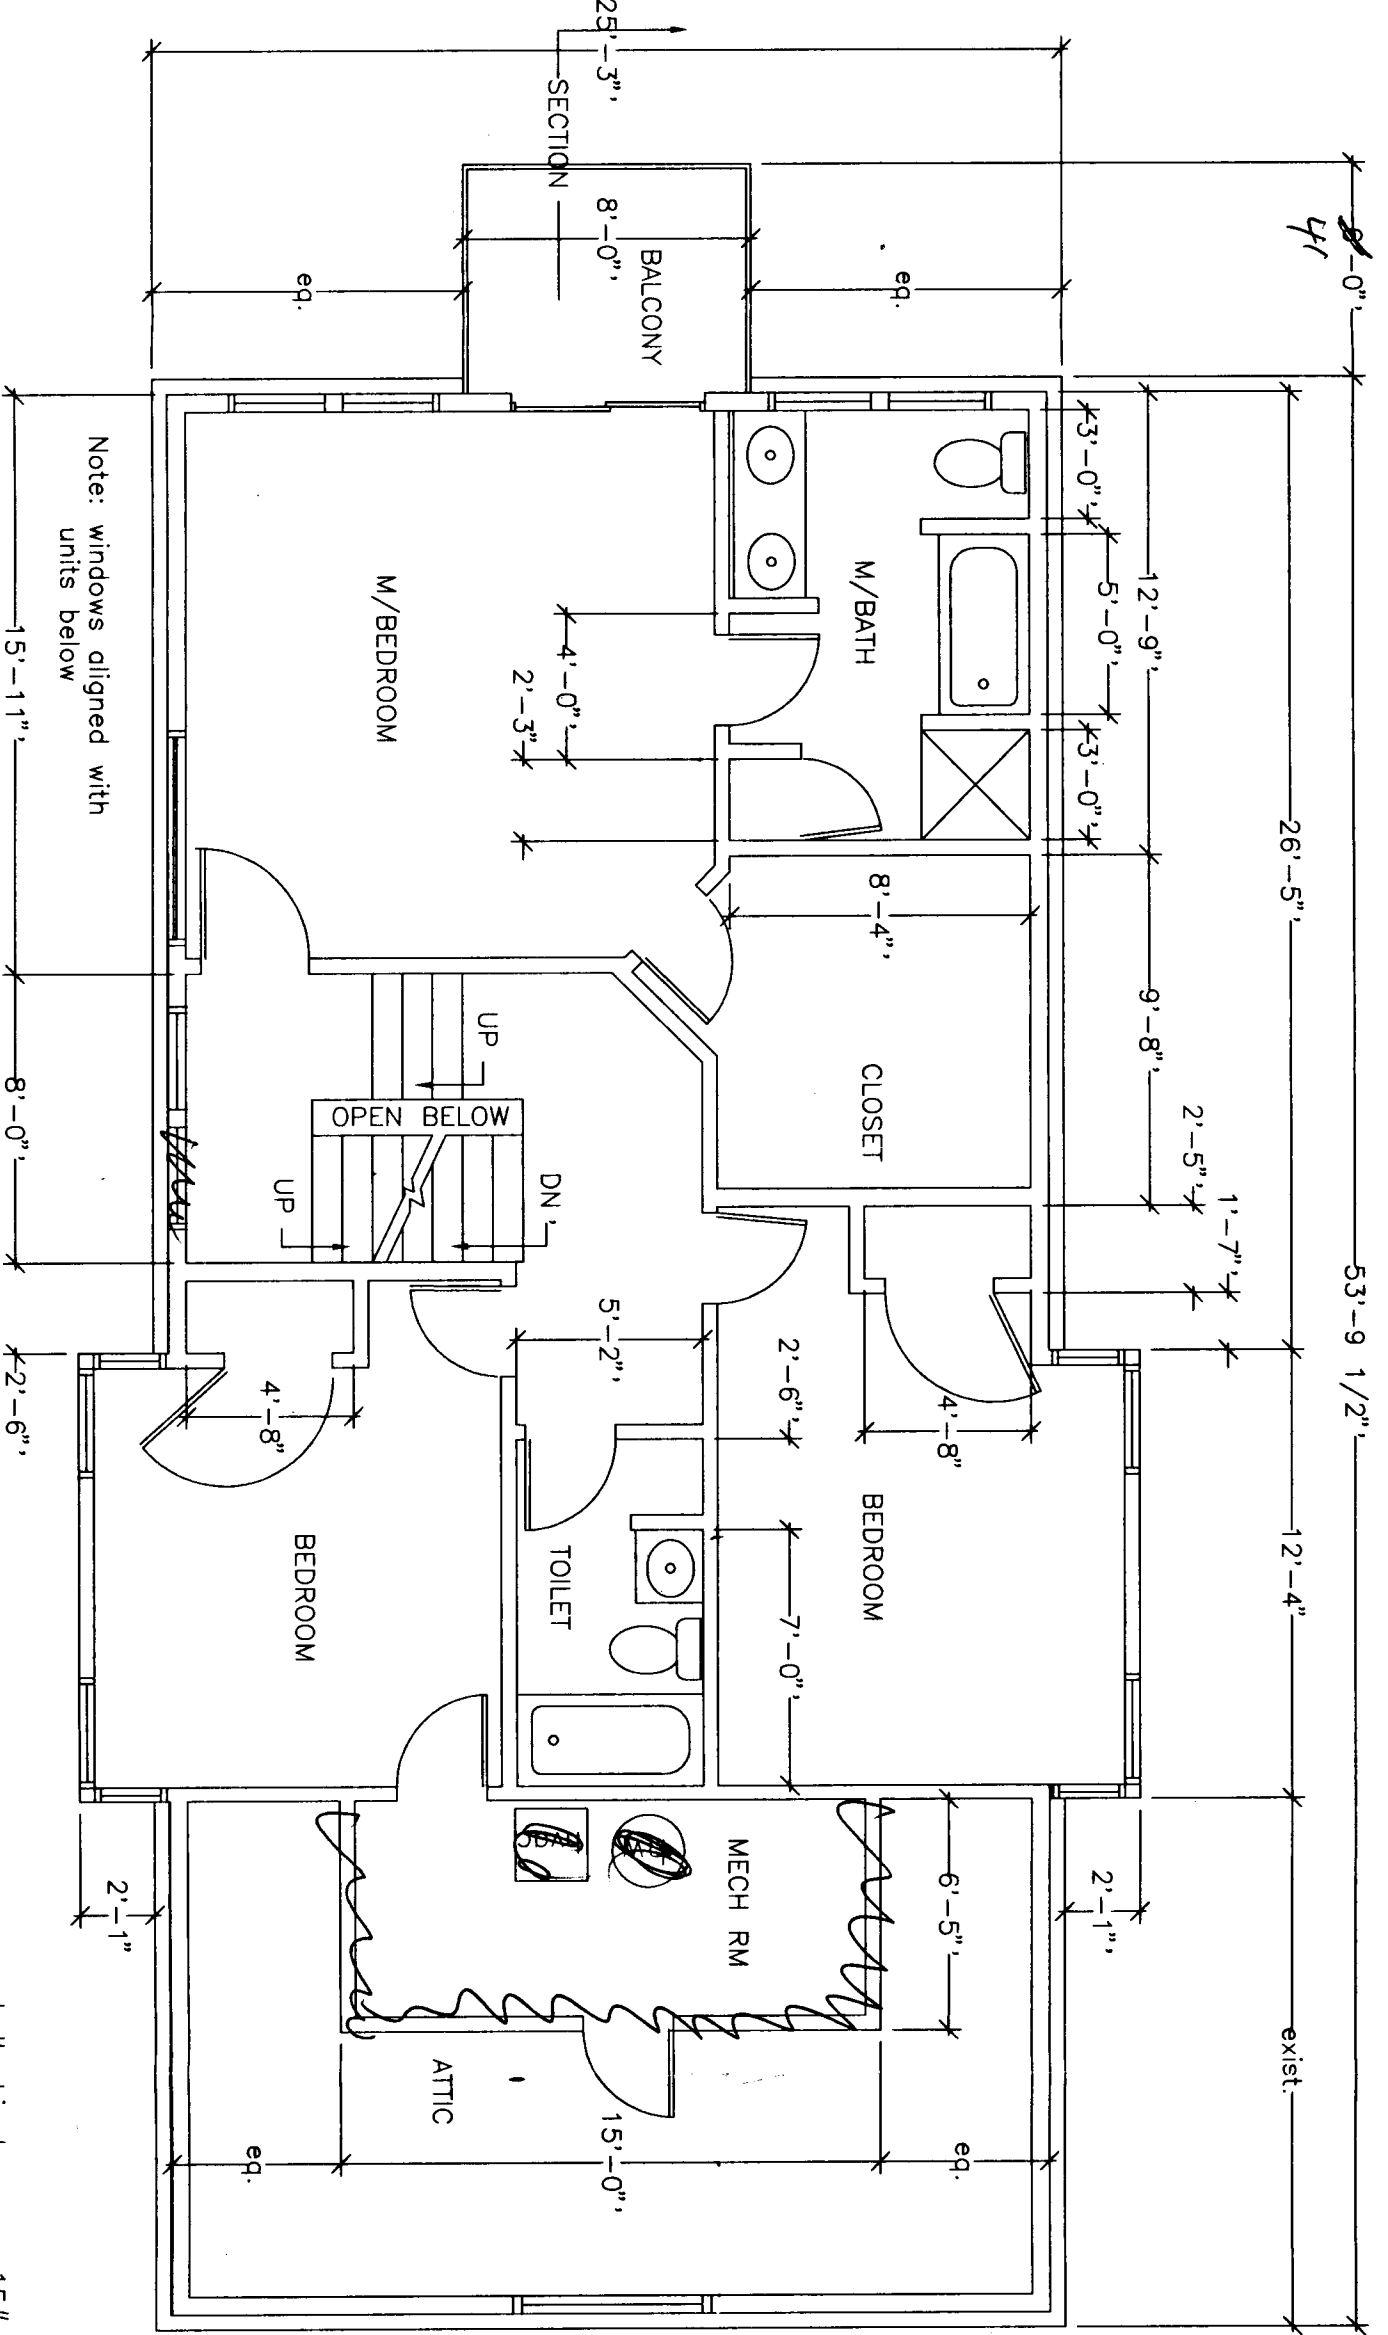 4'
-0",
53'-9 1/2",
26'-5",
12'-4"
exist.
12'-9",
9'-8",
2'-5",
1'-7",
3'-0",
5'-0",
3'-0",
25'-3",
SECTION
8'-0",
BALCONY
eq.
eq.
M/BATH
8'-4",
CLOSET
4'-8"
BEDROOM
2'-1",
6'-5",
2'-6",
7'-0",
MECH RM
M/BEDROOM
4'-0",
2'-3"
UP
OPEN BELOW
DN,
UP
5'-2",
TOILET
4'-8"
BEDROOM
ATTIC
15'-0",
eq.
eq.
2'-1"
Note: windows aligned with
units below
15'-11",
8'-0",
2'-6",